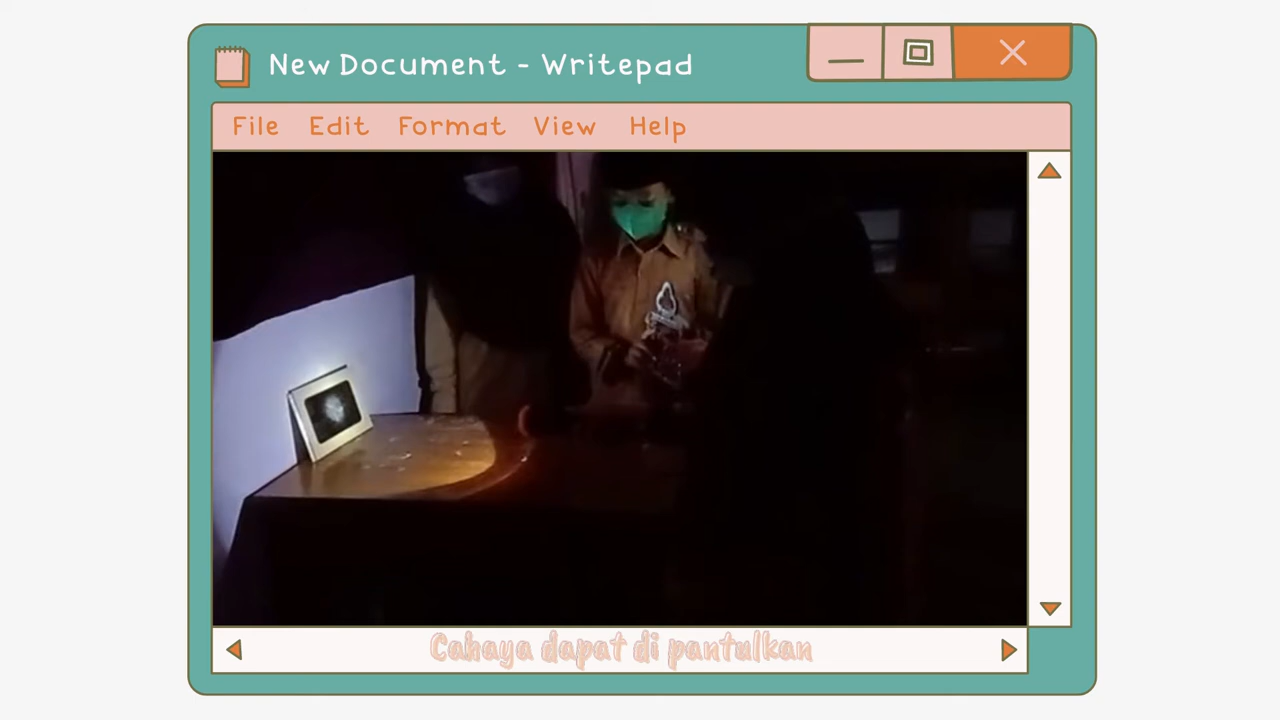 New Document - Writepad
File Edit Format View Help
Cahaya dapat di pantulkan